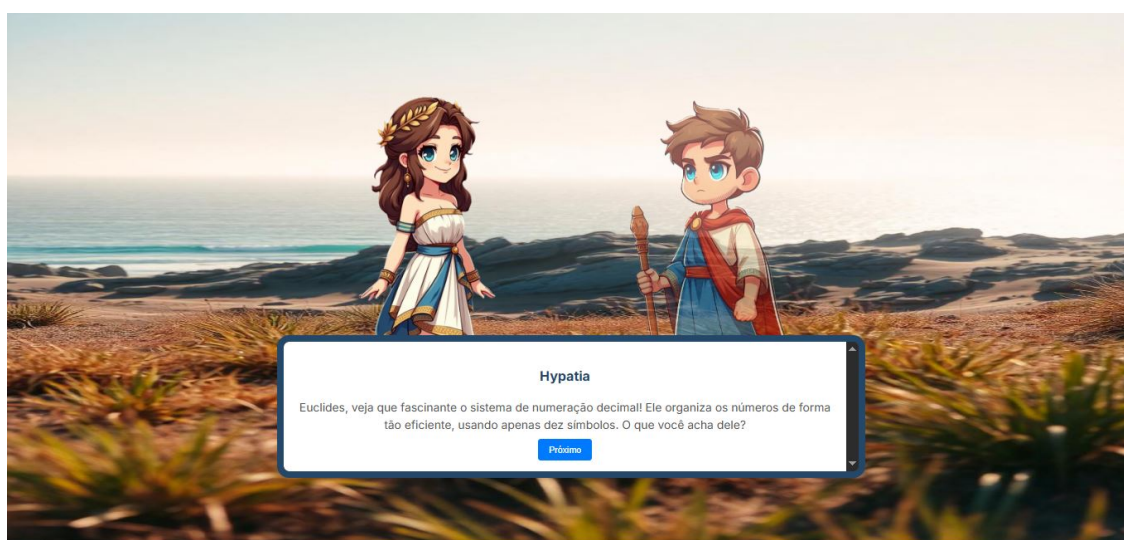 Hypatia
Euclides, veja que fascinante o sistema de numeração decimal! Ele organiza os números de forma
tão eficiente, usando apenas dez símbolos. O que você acha dele?
Próximo